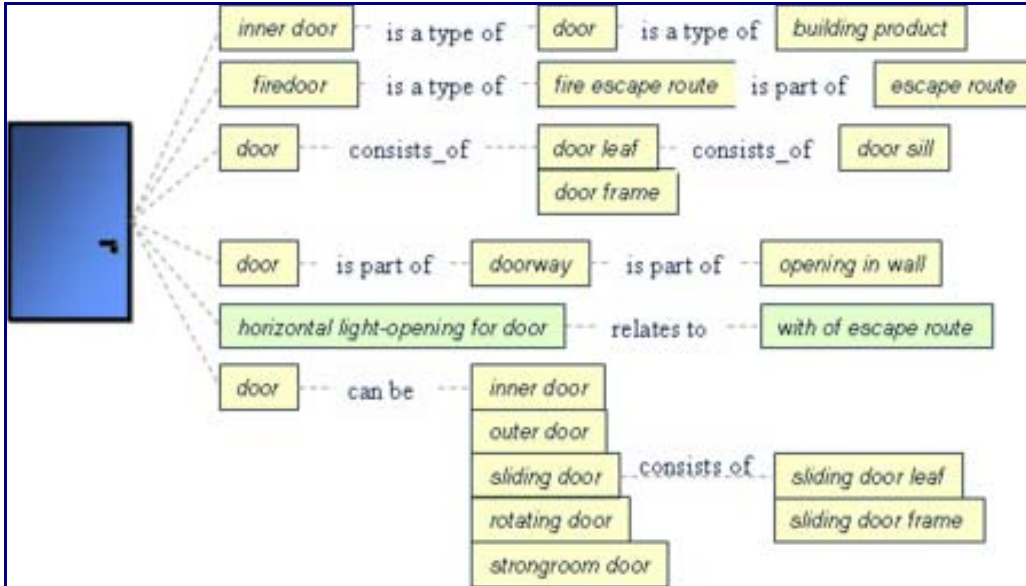 inner door is a type of door is a type of building product
firedoor is a type of fire escape route is part of escape route
door consists_of door leaf consists_of door sill
door frame
door is part of doorway is part of opening in wall
horizontal light-opening for door relates to with of escape route
door can be inner door
outer door
sliding door consists of sliding door leaf
rotating door sliding door frame
strongroom door